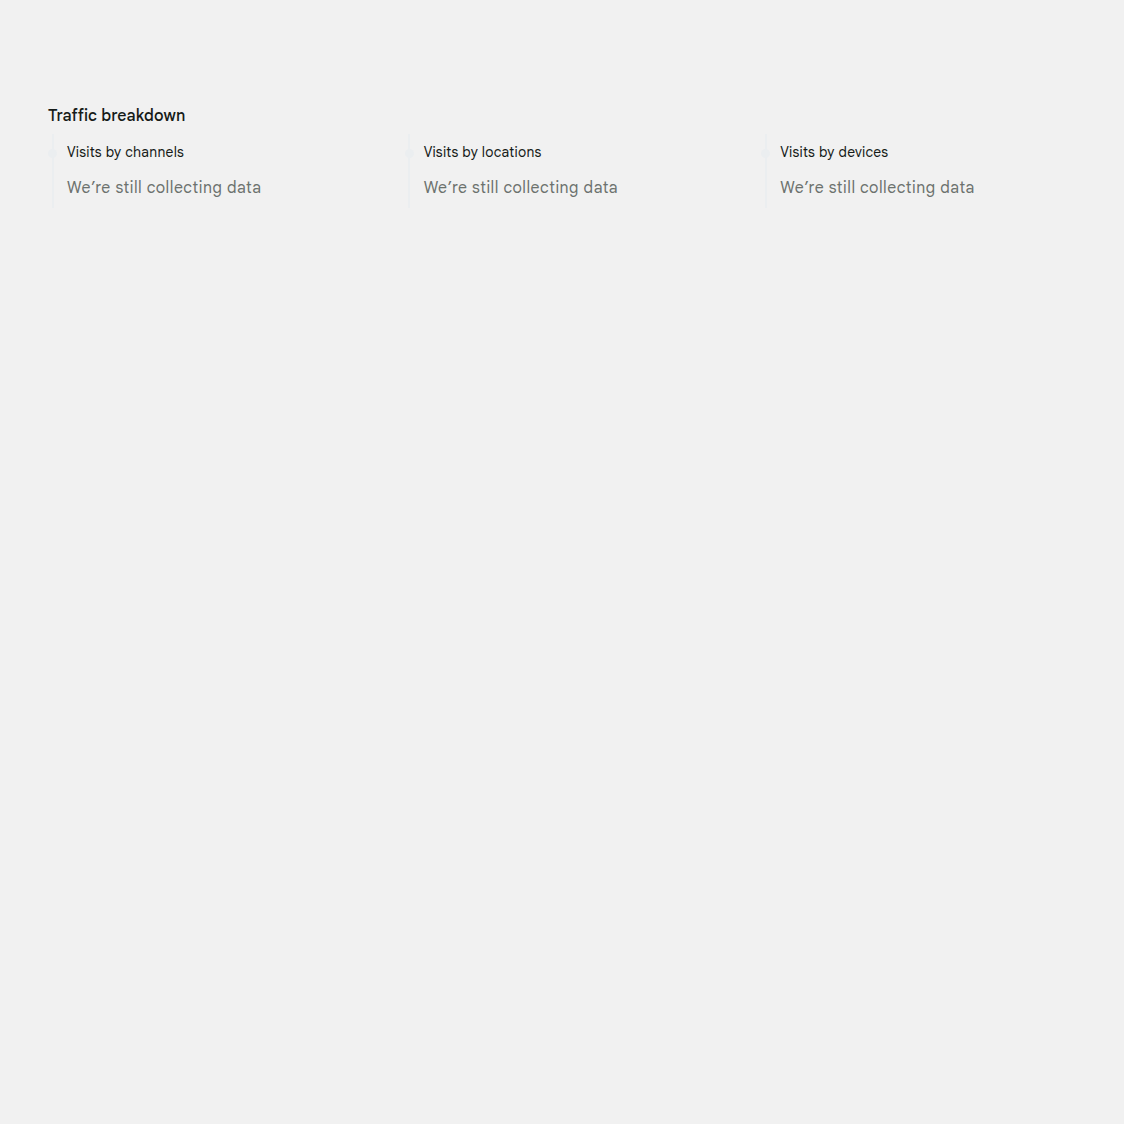 Traffic breakdown
Visits by channels
We’re still collecting data
Visits by locations
We’re still collecting data
Visits by devices
We’re still collecting data